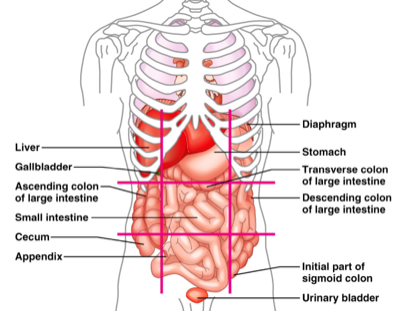 Liver
Gallbladder
Ascending colon
of large intestine
Small intestine
Cecum
Appendix
Diaphragm
Stomach
Transverse colon
of large intestine
Descending colon
of large intestine
Initial part of
sigmoid colon
Urinary bladder